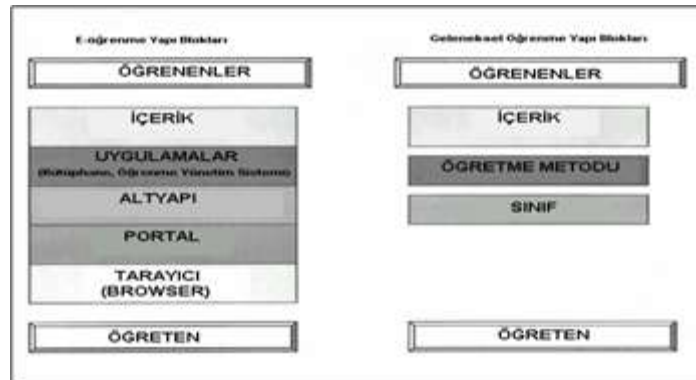 E-öğrenme Yapı Blokları
ÖĞRENENLER
İÇERİK
UYGULAMALAR
(Kütüphane, Öğrenme Yönetim Sistemi)
ALTYAPI
PORTAL
TARAYICI
(BROWSER)
ÖĞRETEN
Geleneksel Öğrenme Yapı Blokları
ÖĞRENENLER
İÇERİK
ÖĞRETME METODU
SINIF
ÖĞRETEN